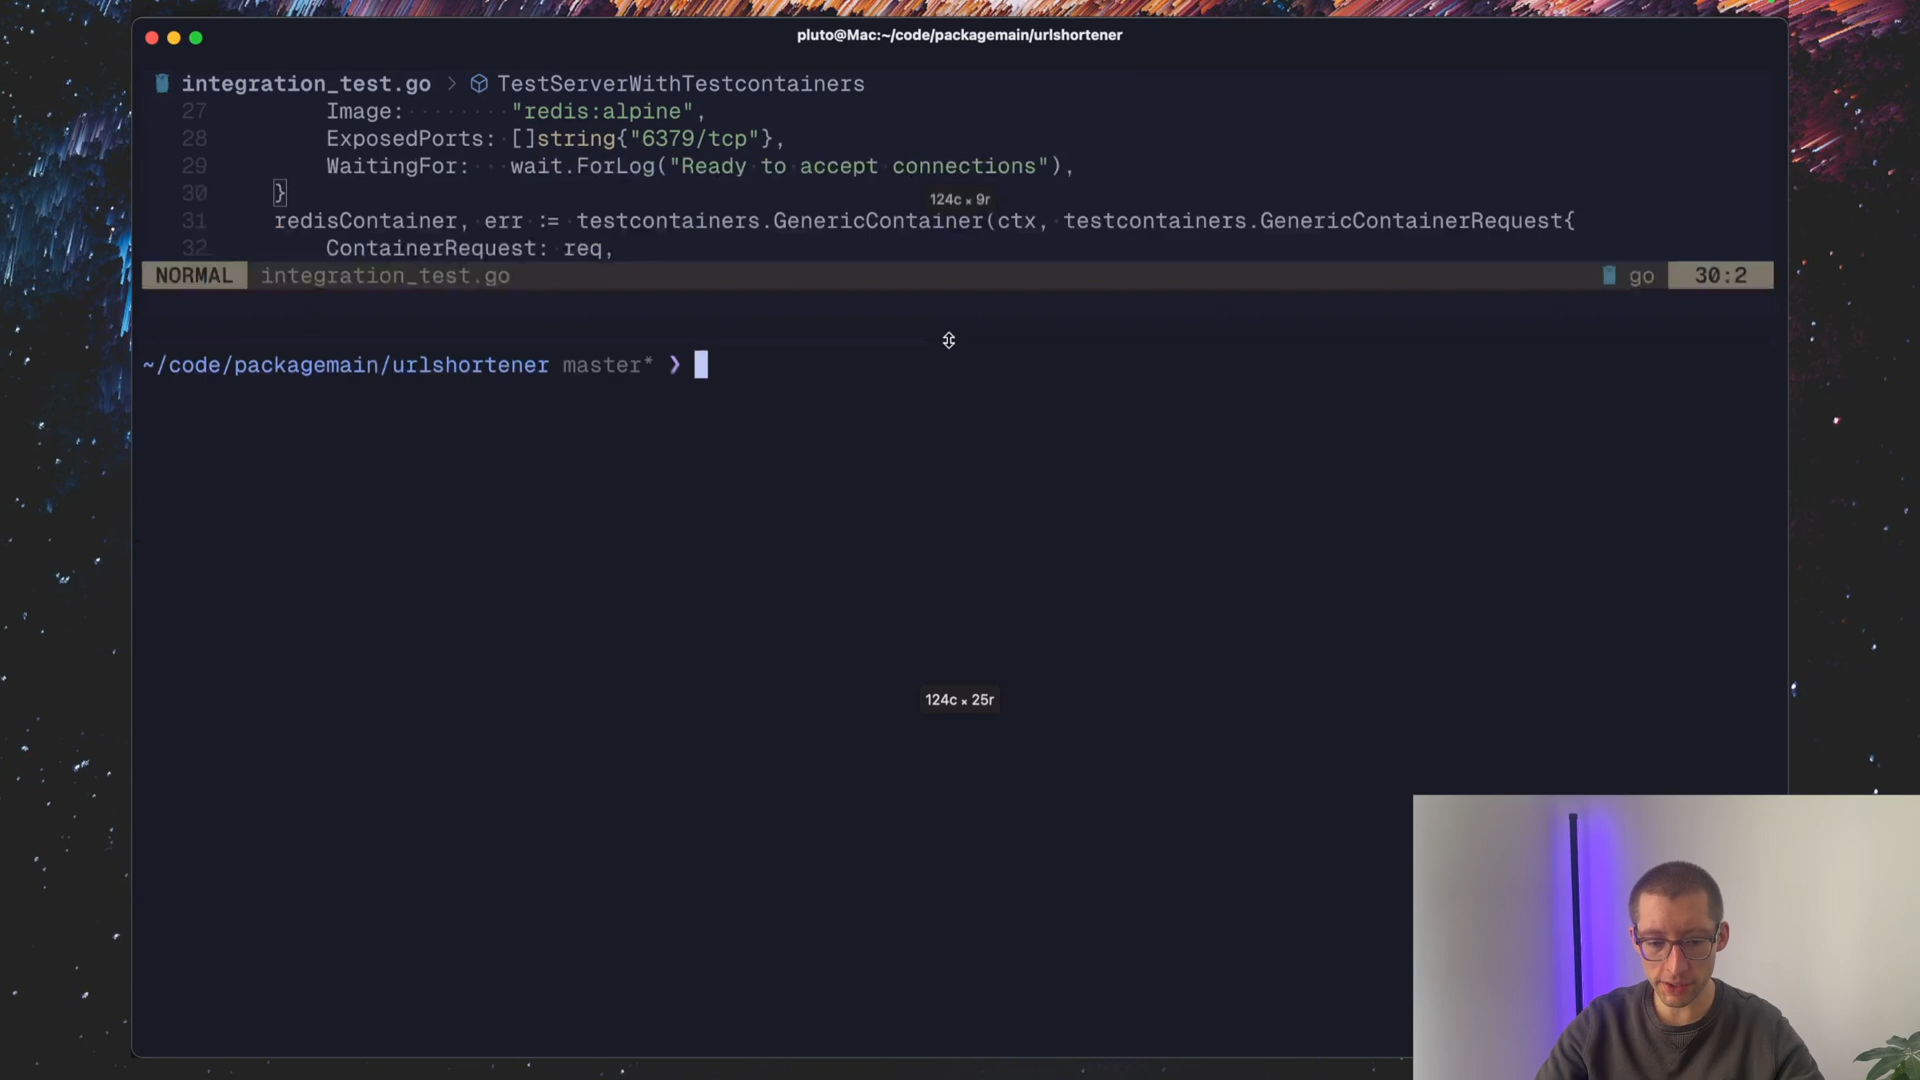 pluto@Mac:~/code/packagemain/urlshortener
integration_test.go > TestServerWithTestcontainers
27 Image: "redis:alpine",
28 ExposedPorts: []string{"6379/tcp"},
29 WaitingFor: wait.ForLog("Ready to accept connections"),
30 }
124c × 9r
31 redisContainer, err := testcontainers.GenericContainer(ctx, testcontainers.GenericContainerRequest{
32 ContainerRequest: req,
NORMAL integration_test.go go 30:2
~/code/packagemain/urlshortener master* ❯
124c × 25r